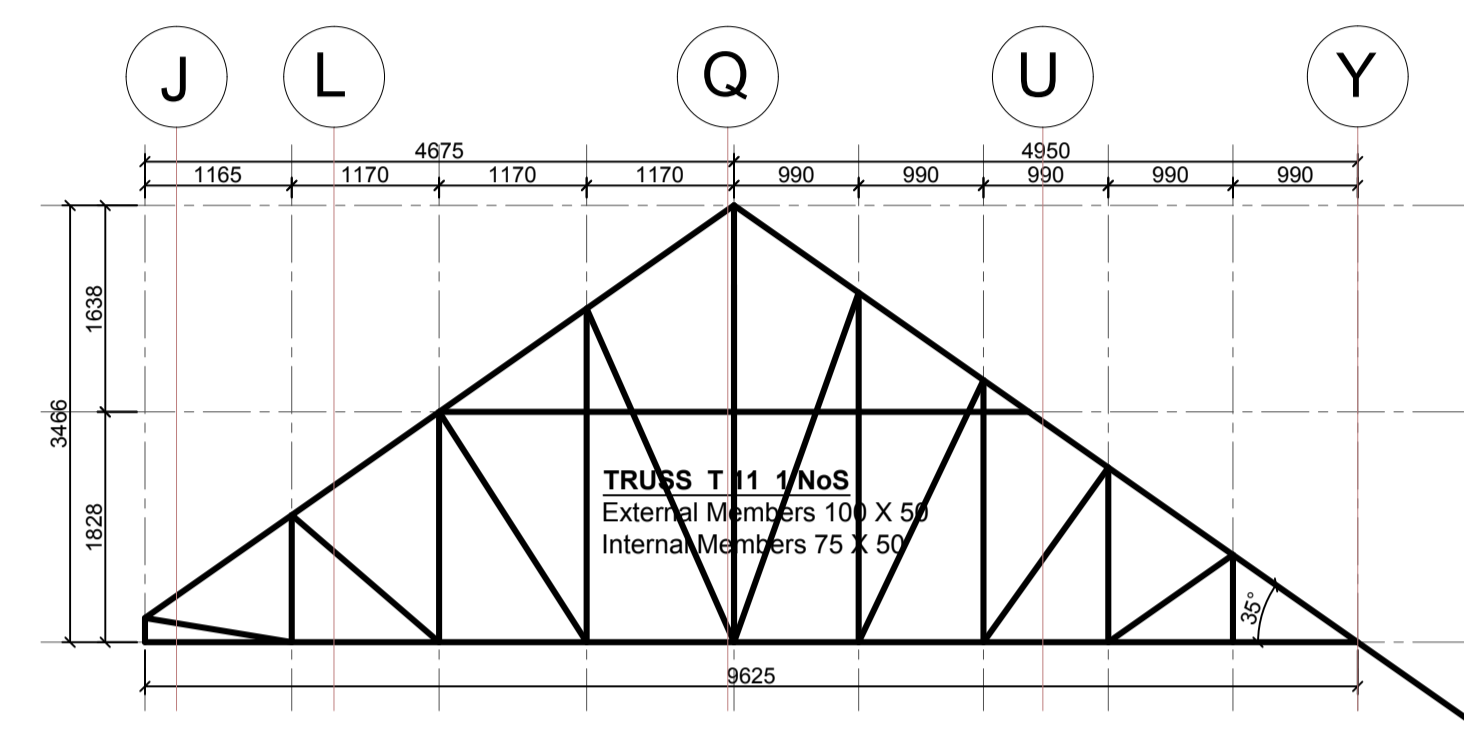 J L Q U Y
4675 4950
1165 1170 1170 1170 990 990 990 990 990
1638
3466
1828
TRUSS T 11 1 NoS
External Members 100 X 50
Internal Members 75 X 50
35°
9625